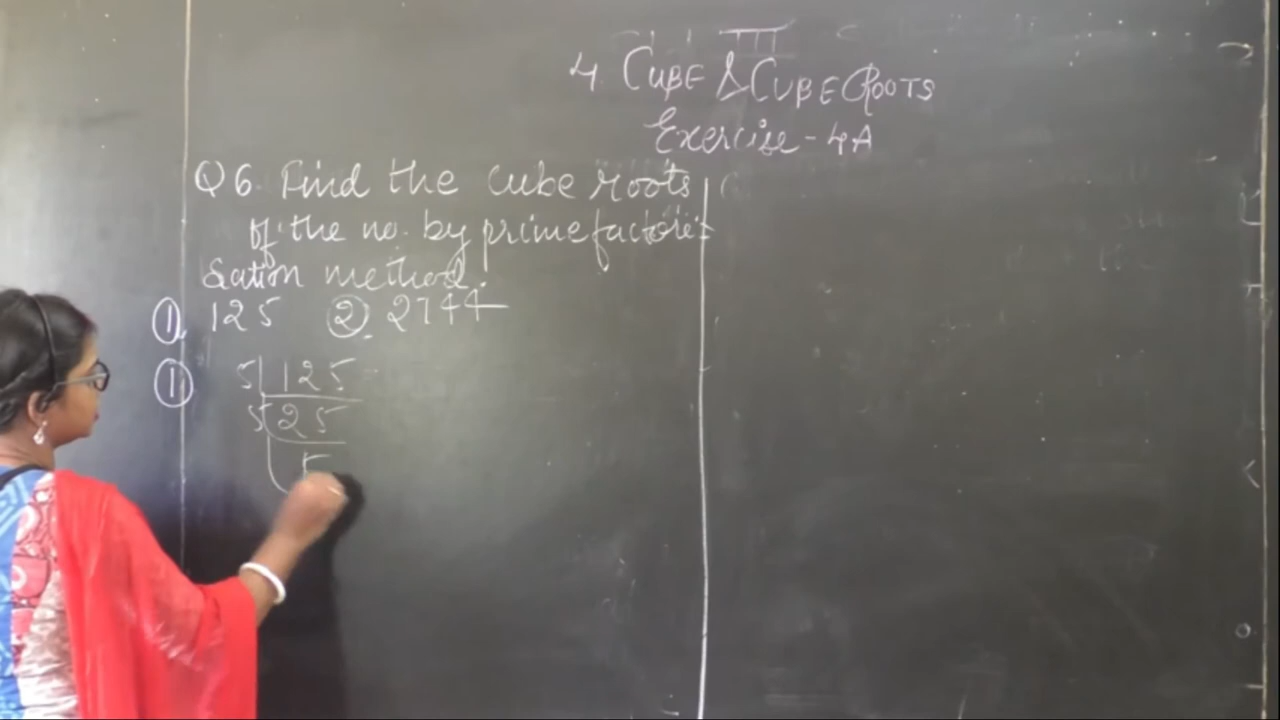 4. CUBE & CUBE ROOTS
Exercise - 4A
Q6. Find the cube roots
of the no. by prime factori-
sation method.
①. 125 ②. 2744
① 5 125
5 25
5